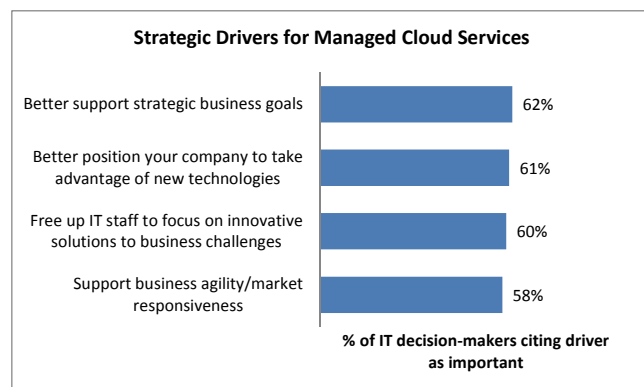 Strategic Drivers for Managed Cloud Services
Better support strategic business goals
62%
Better position your company to take
advantage of new technologies
61%
Free up IT staff to focus on innovative
solutions to business challenges
60%
Support business agility/market
responsiveness
58%
% of IT decision-makers citing driver
as important